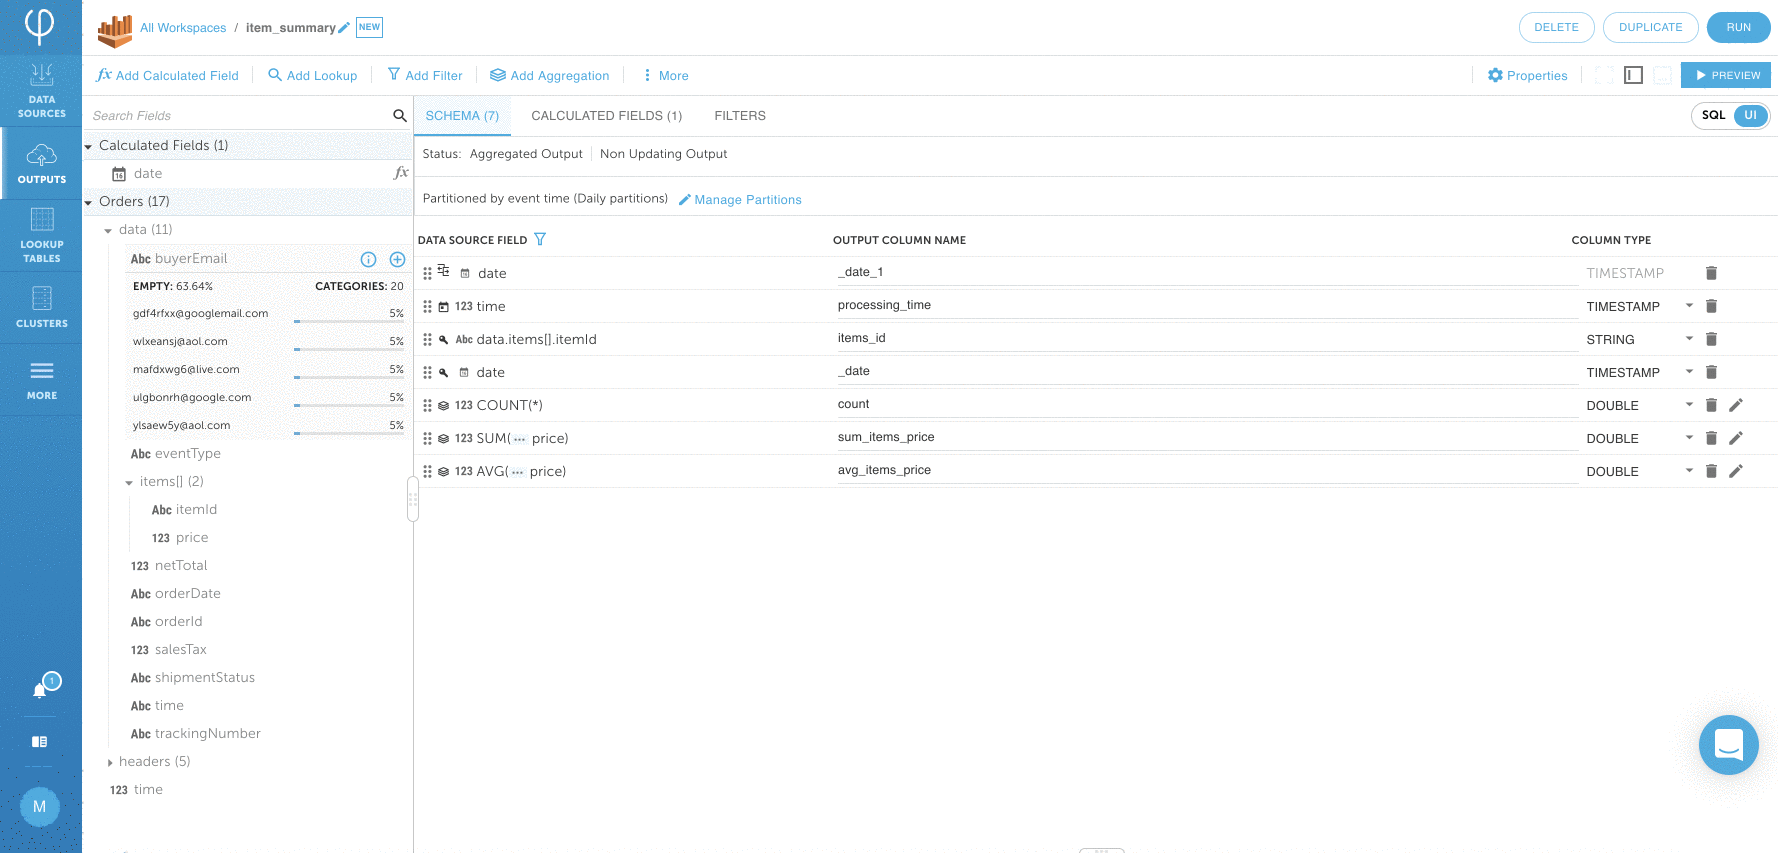 All Workspaces / item_summary NEW
DELETE DUPLICATE RUN
fx Add Calculated Field Add Lookup Add Filter Add Aggregation More Properties PREVIEW
DATA
SOURCES
OUTPUTS
LOOKUP
TABLES
CLUSTERS
MORE
1
M
Search Fields
Calculated Fields (1)
16 date fx
Orders (17)
data (11)
Abc buyerEmail
EMPTY: 63.64% CATEGORIES: 20
gdf4rfxx@googlemail.com 5%
wlxeansj@aol.com 5%
mafdxwg6@live.com 5%
ulgbonrh@google.com 5%
ylsaew5y@aol.com 5%
Abc eventType
items[] (2)
Abc itemId
123 price
123 netTotal
Abc orderDate
Abc orderId
123 salesTax
Abc shipmentStatus
Abc time
Abc trackingNumber
headers (5)
123 time
SCHEMA (7) CALCULATED FIELDS (1) FILTERS SQL UI
Status: Aggregated Output Non Updating Output
Partitioned by event time (Daily partitions) Manage Partitions
DATA SOURCE FIELD OUTPUT COLUMN NAME COLUMN TYPE
date _date_1 TIMESTAMP
123 time processing_time TIMESTAMP
Abc data.items[].itemId items_id STRING
date _date TIMESTAMP
123 COUNT(*) count DOUBLE
123 SUM(••• price) sum_items_price DOUBLE
123 AVG(••• price) avg_items_price DOUBLE